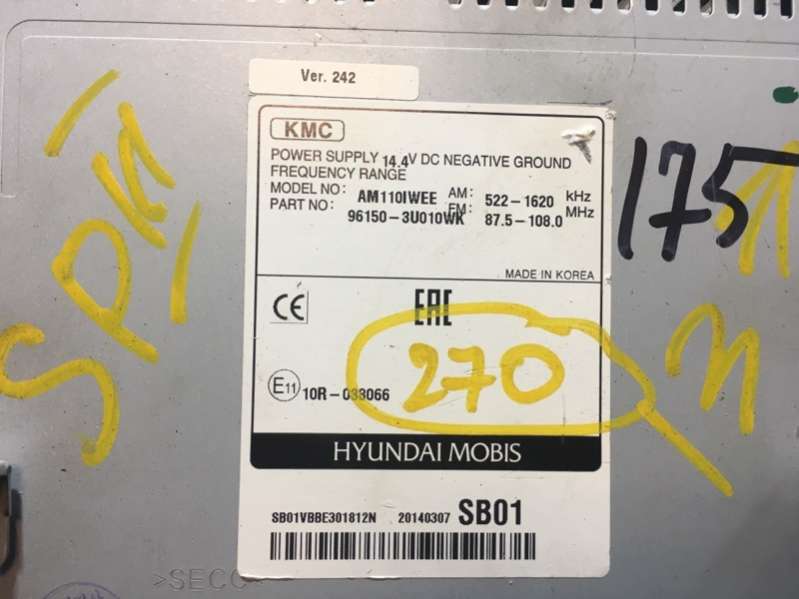 Ver. 242
KMC
POWER SUPPLY 14.4V DC NEGATIVE GROUND
FREQUENCY RANGE
MODEL NO: AM110IWEE AM: 522-1620 kHz
PART NO: 96150-3U010WK FM: 87.5-108.0 MHz
175
MADE IN KOREA
CE EAC
270
E11 10R-038066
HYUNDAI MOBIS
SB01VBBE301812N 20140307 SB01
>SECC<